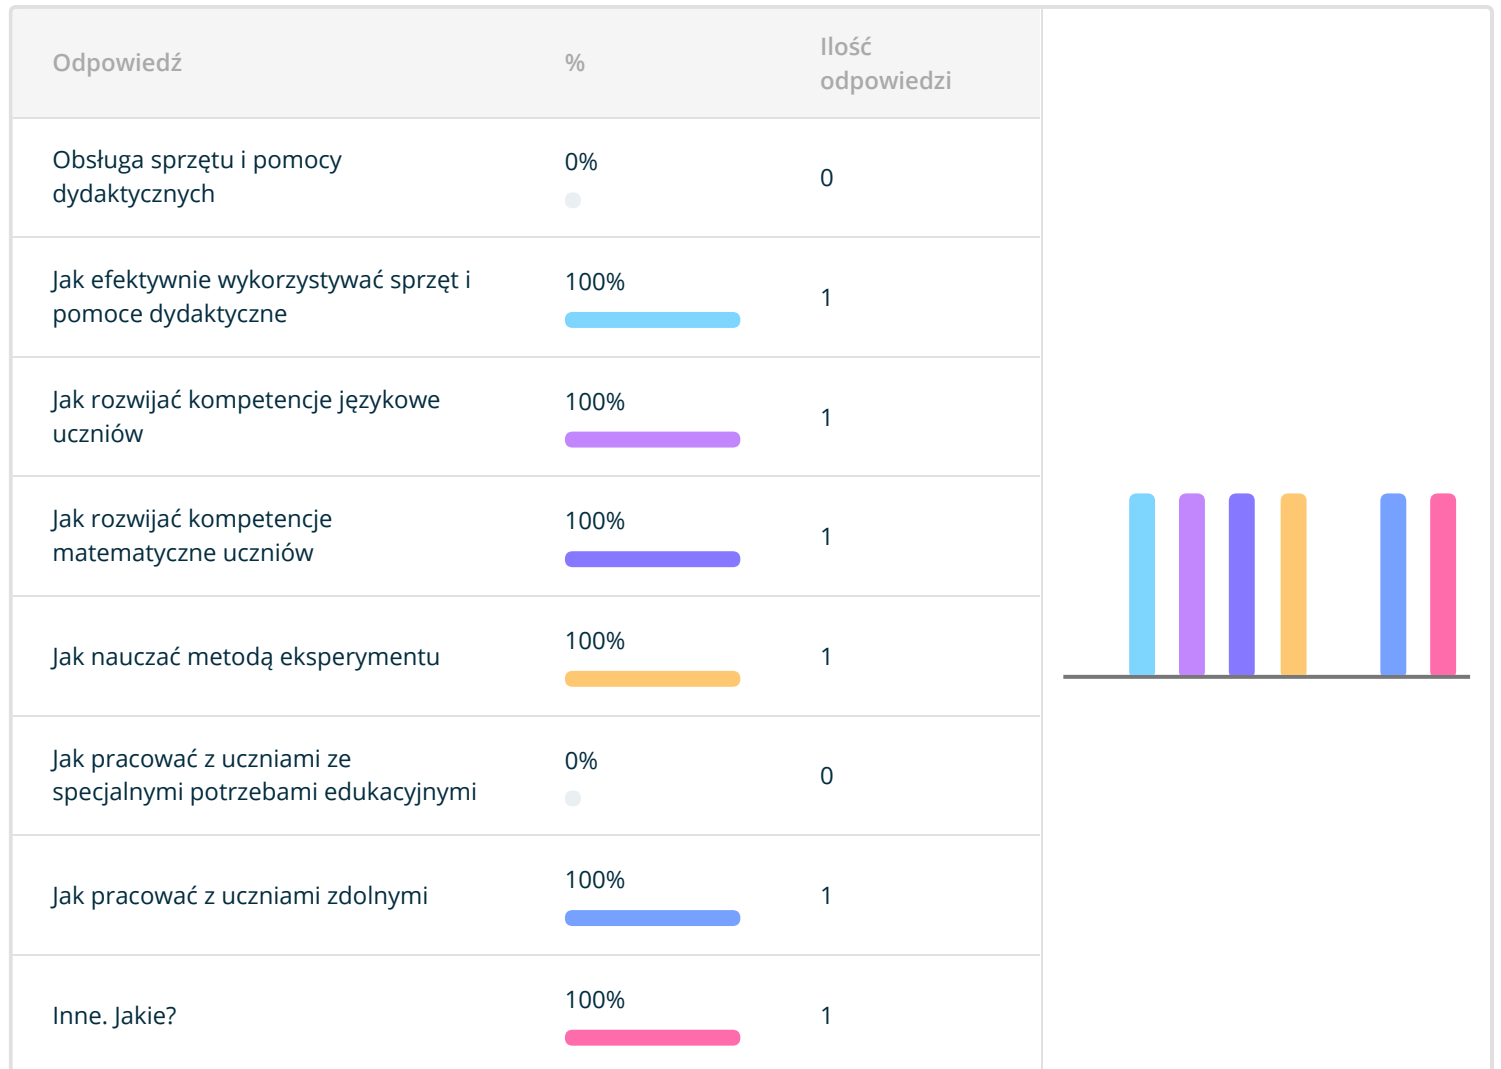 Odpowiedź
%
Ilość
odpowiedzi
Obsługa sprzętu i pomocy
dydaktycznych
0%
0
Jak efektywnie wykorzystywać sprzęt i
pomoce dydaktyczne
100%
1
Jak rozwijać kompetencje językowe
uczniów
100%
1
Jak rozwijać kompetencje
matematyczne uczniów
100%
1
Jak nauczać metodą eksperymentu
100%
1
Jak pracować z uczniami ze
specjalnymi potrzebami edukacyjnymi
0%
0
Jak pracować z uczniami zdolnymi
100%
1
Inne. Jakie?
100%
1